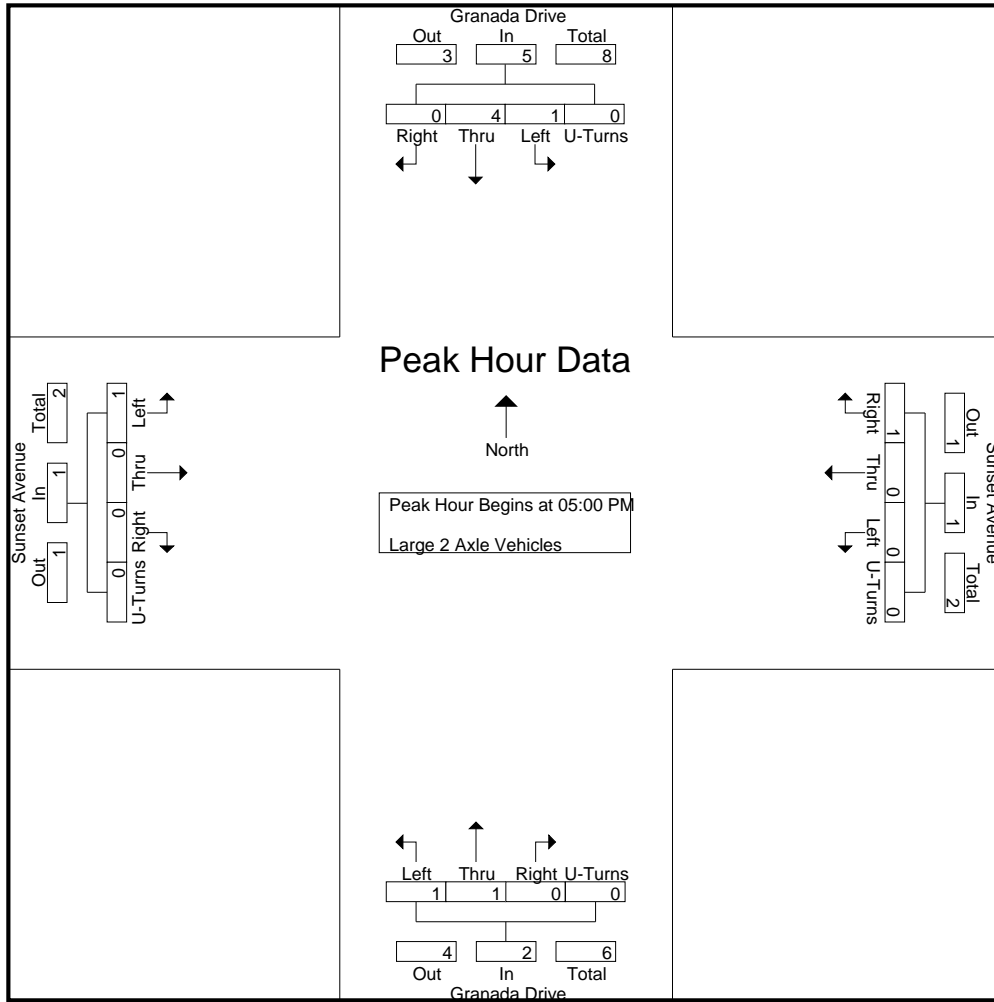 Granada Drive
Out In Total
3 5 8
0 4 1 0
Right Thru Left U-Turns
Peak Hour Data
North
Peak Hour Begins at 05:00 PM
Large 2 Axle Vehicles
Sunset Avenue
Out In Total
1 1 2
0 0 0 1
U-Turns Right Thru Left
Sunset Avenue
Out In Total
1 1 2
1 0 0 0
Right Thru Left U-Turns
Left Thru Right U-Turns
1 1 0 0
4 2 6
Out In Total
Granada Drive